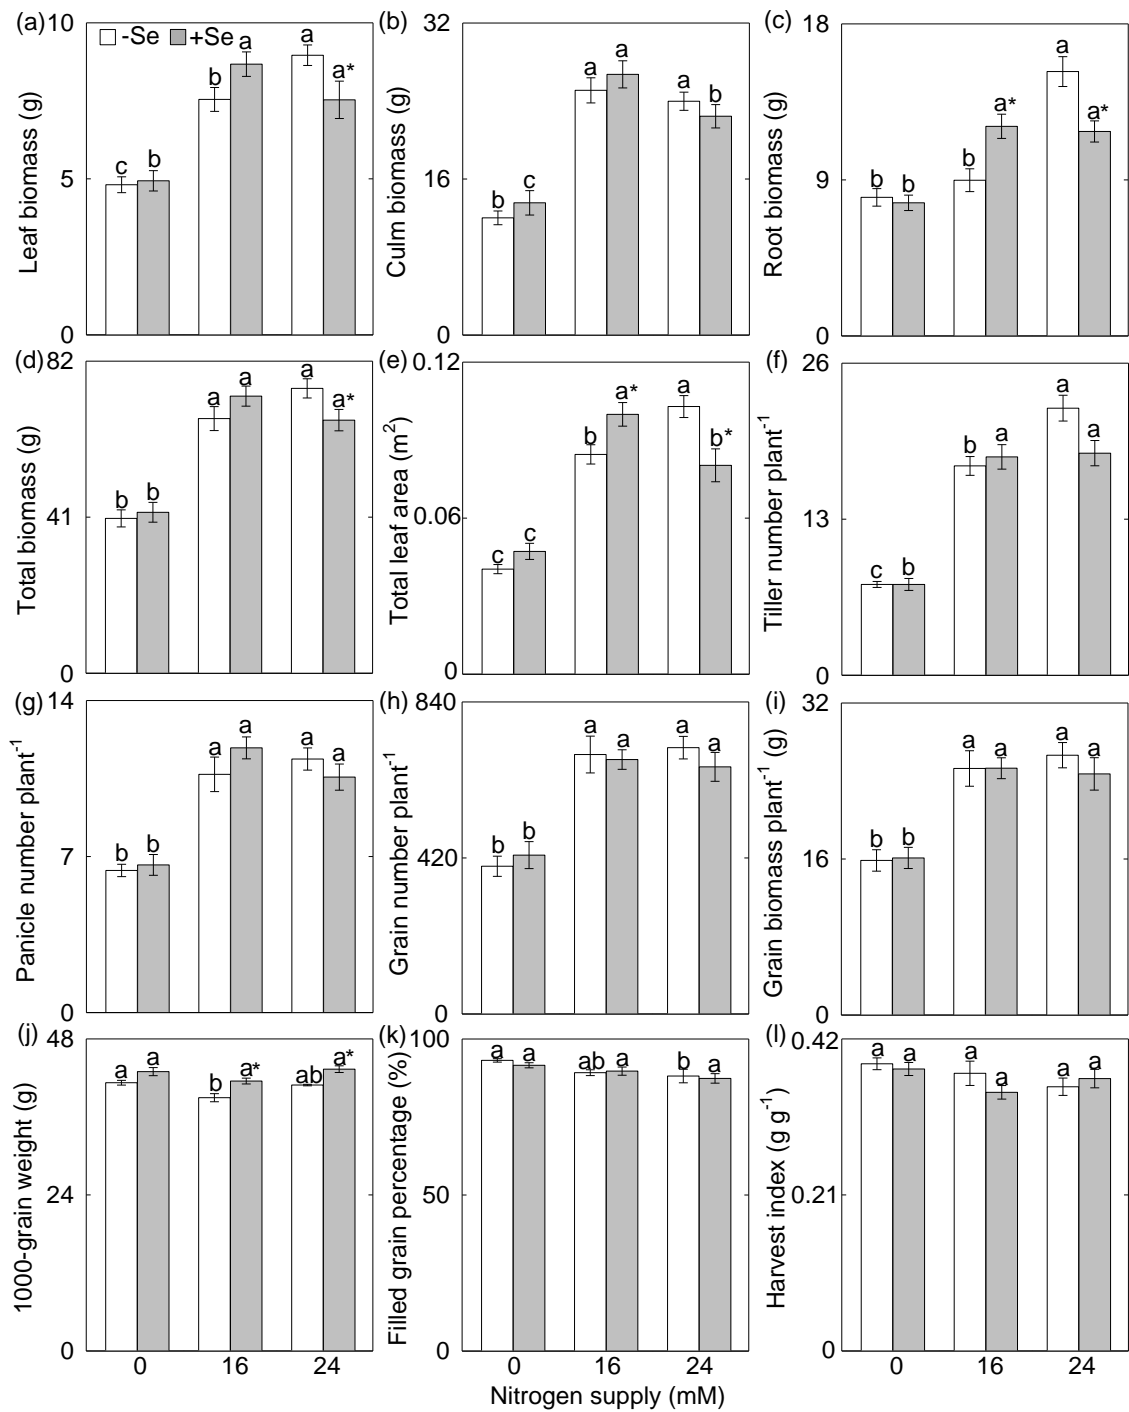 (a) 10 (b) 32 (c) 18
-Se +Se
a a a a a a
b a* a a b a* a*
c b b c b b b
5 16 9
0 0 0
Leaf biomass (g) Culm biomass (g) Root biomass (g)
(d) 82 (e) 0.12 (f) 26
a a a a* b a* a b* b a a a
b b c c c b
41 0.06 13
0 0 0
Total biomass (g) Total leaf area (m²) Tiller number plant⁻¹
(g) 14 (h) 840 (i) 32
a a a a a a a a a a a a
b b b b b b
7 420 16
0 0 0
Panicle number plant⁻¹ Grain number plant⁻¹ Grain biomass plant⁻¹ (g)
(j) 48 (k) 100 (l) 0.42
a a b a* ab a* a a ab a b a a a a a a a
24 50 0.21
0 0 0
1000-grain weight (g) Filled grain percentage (%) Harvest index (g g⁻¹)
0 16 24 0 16 24 0 16 24
Nitrogen supply (mM)